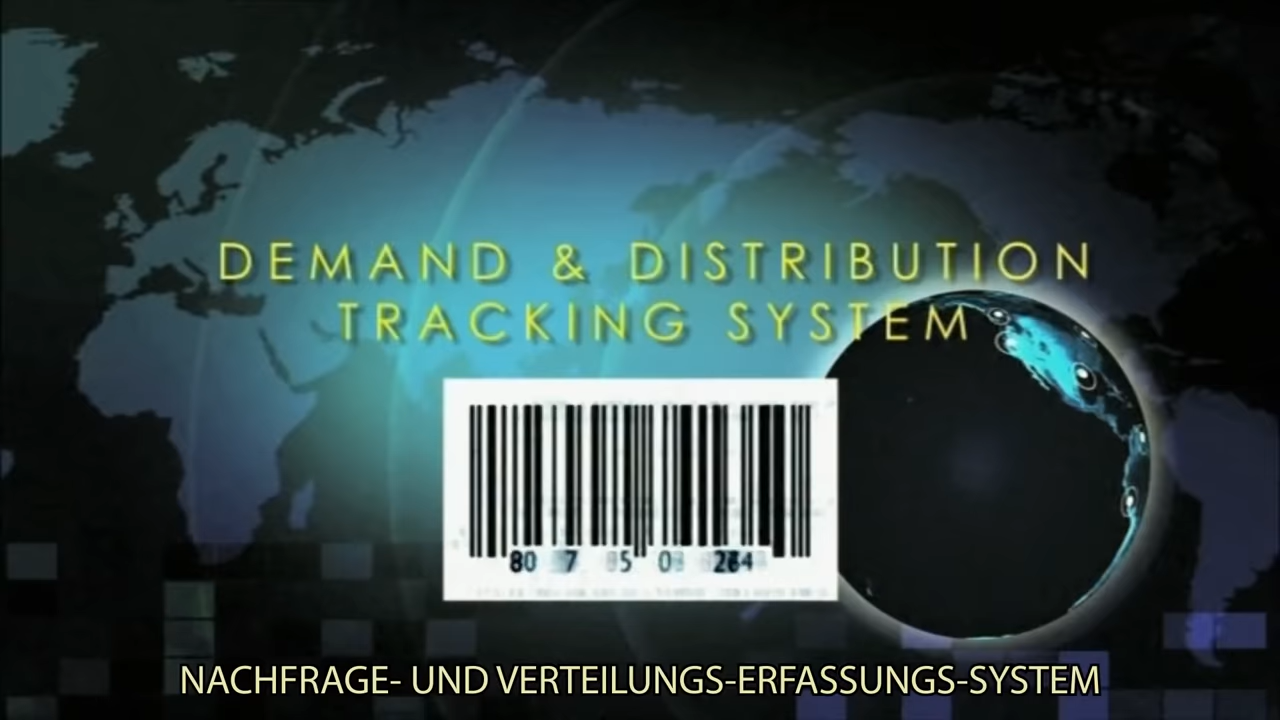 DEMAND & DISTRIBUTION
TRACKING SYSTEM
NACHFRAGE- UND VERTEILUNGS-ERFASSUNGS-SYSTEM